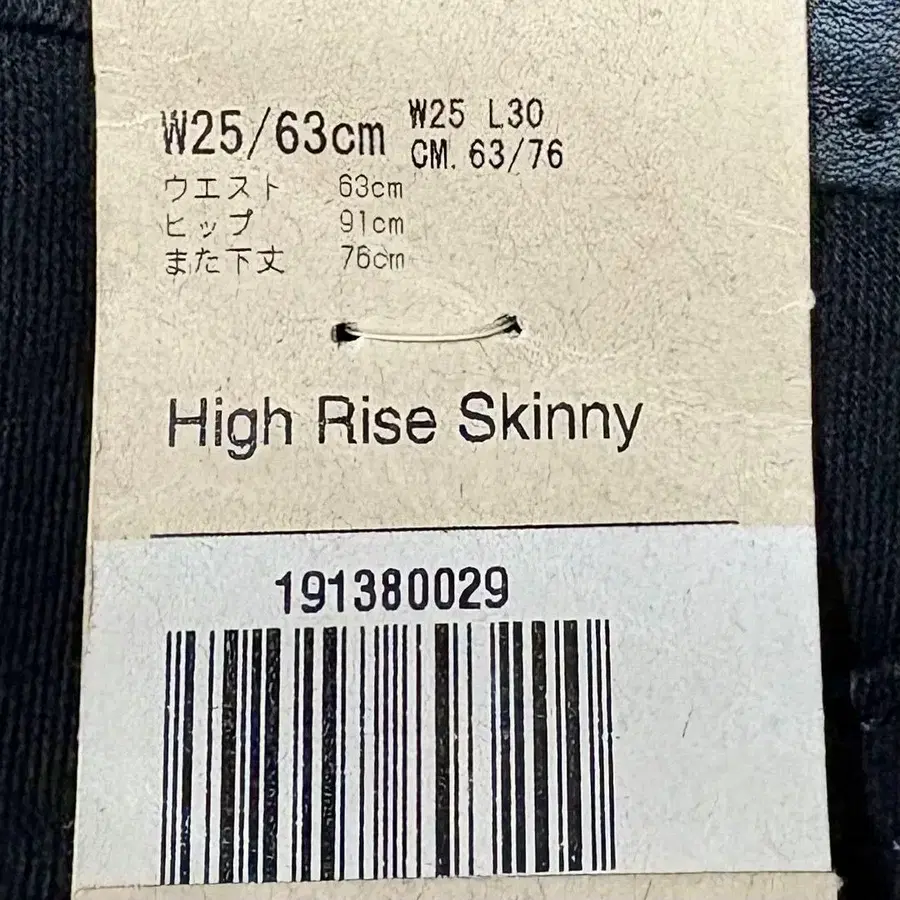 W25/63cm W25 L30
CM. 63/76
ウエスト 63cm
ヒップ 91cm
また下丈 76cm
High Rise Skinny
191380029